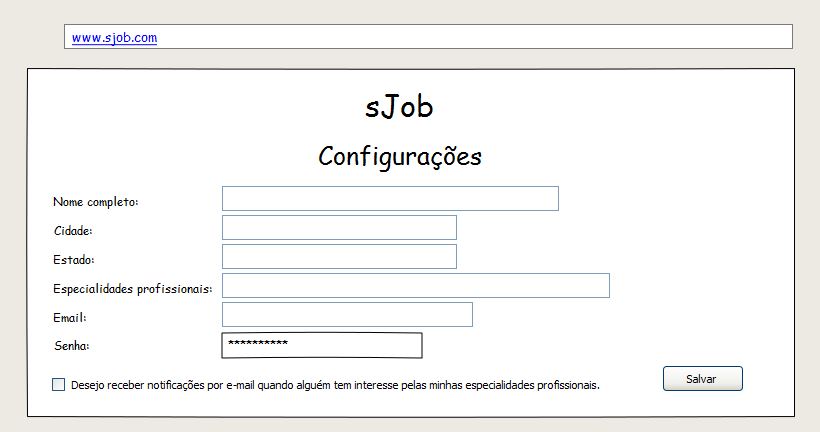 www.sjob.com
sJob
Configurações
Nome completo:
Cidade:
Estado:
Especialidades profissionais:
Email:
Senha: **********
Desejo receber notificações por e-mail quando alguém tem interesse pelas minhas especialidades profissionais.
Salvar